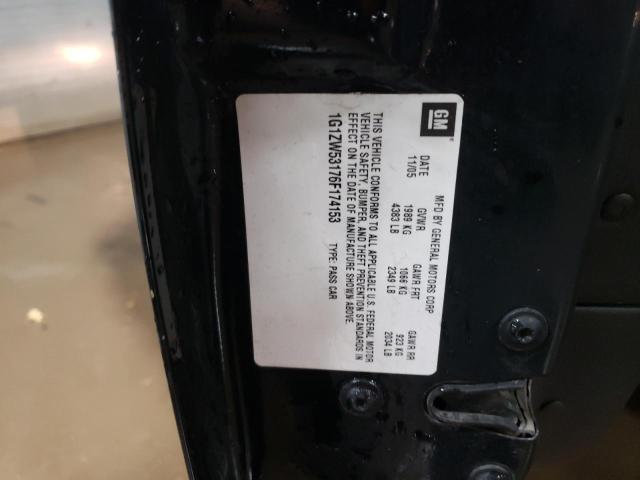 GM
MFD BY GENERAL MOTORS CORP
DATE GVWR GAWR FRT GAWR RR
11/05 1989 KG 1066 KG 923 KG
4383 LB 2349 LB 2034 LB
THIS VEHICLE CONFORMS TO ALL APPLICABLE U.S. FEDERAL MOTOR
VEHICLE SAFETY, BUMPER, AND THEFT PREVENTION STANDARDS IN
EFFECT ON THE DATE OF MANUFACTURE SHOWN ABOVE.
1G1ZW53176F174153 TYPE: PASS CAR